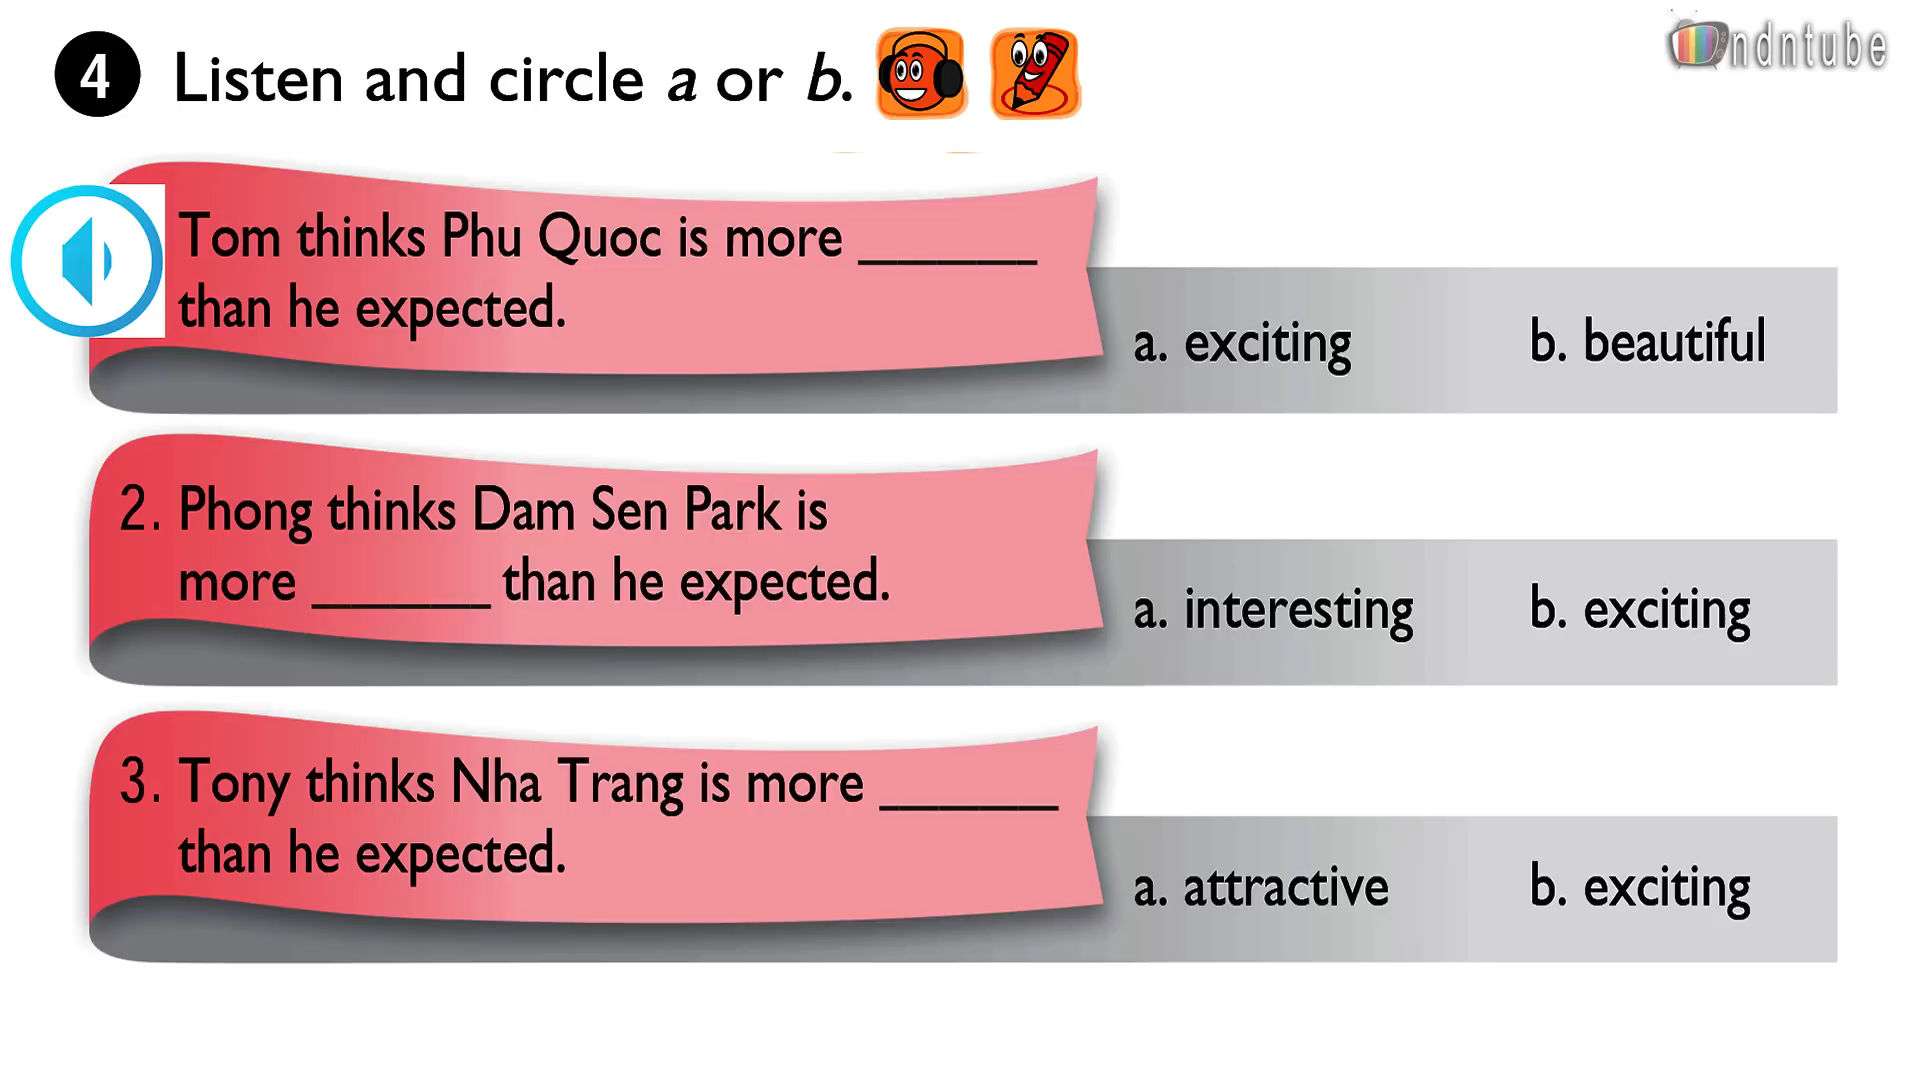 4 Listen and circle a or b.
ndntube
Tom thinks Phu Quoc is more ______
than he expected.
a. exciting b. beautiful
2. Phong thinks Dam Sen Park is
more ______ than he expected.
a. interesting b. exciting
3. Tony thinks Nha Trang is more ______
than he expected.
a. attractive b. exciting